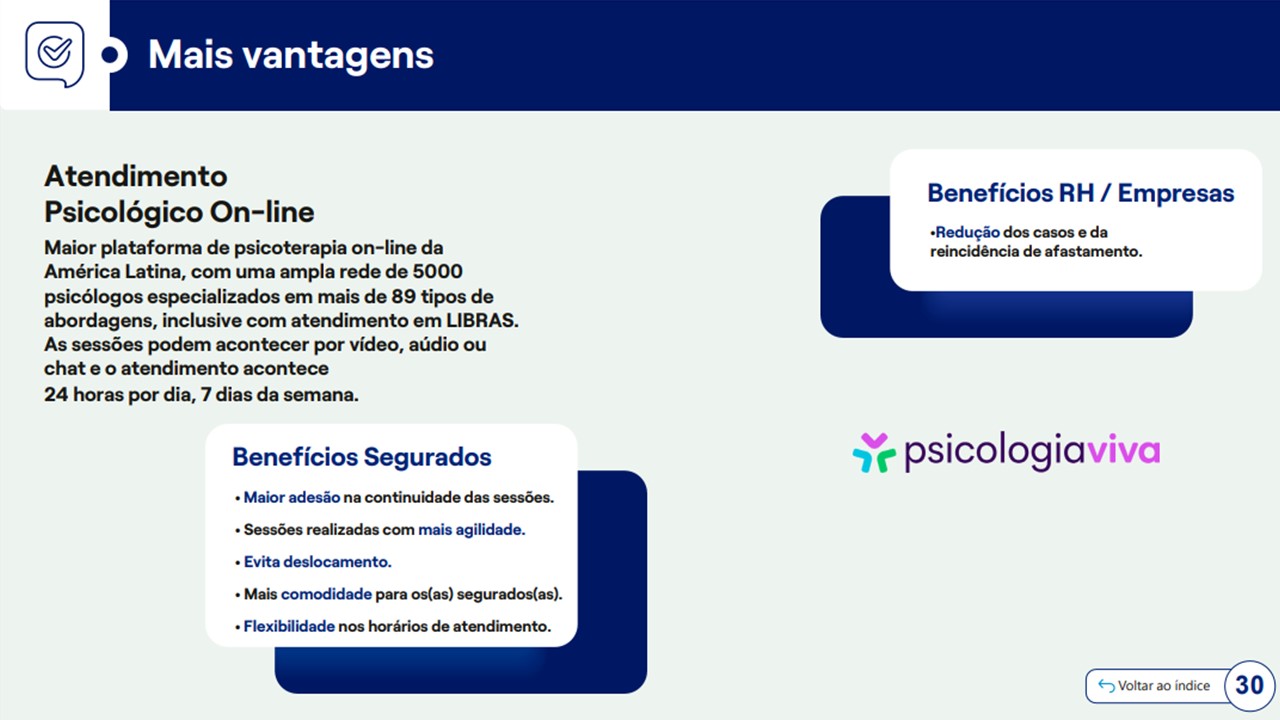 Mais vantagens
Atendimento
Psicológico On-line
Maior plataforma de psicoterapia on-line da
América Latina, com uma ampla rede de 5000
psicólogos especializados em mais de 89 tipos de
abordagens, inclusive com atendimento em LIBRAS.
As sessões podem acontecer por vídeo, aúdio ou
chat e o atendimento acontece
24 horas por dia, 7 dias da semana.
Benefícios Segurados
• Maior adesão na continuidade das sessões.
• Sessões realizadas com mais agilidade.
• Evita deslocamento.
• Mais comodidade para os(as) segurados(as).
• Flexibilidade nos horários de atendimento.
Benefícios RH / Empresas
•Redução dos casos e da
reincidência de afastamento.
psicologiaviva
Voltar ao índice
30